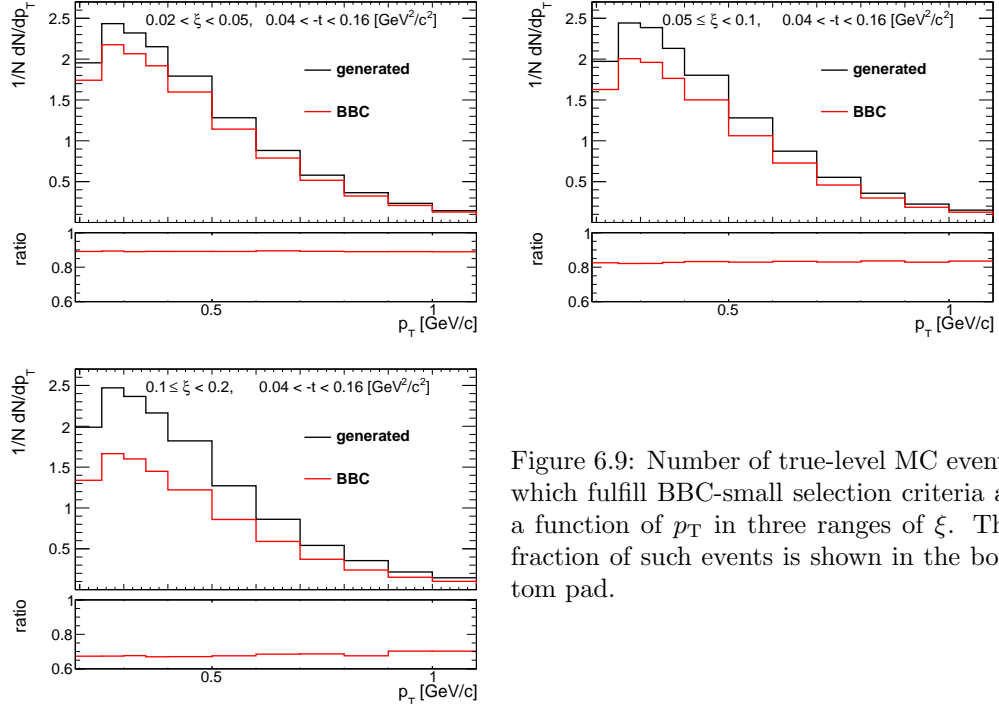 0.02 < ξ < 0.05, 0.04 < -t < 0.16 [GeV²/c²]
1/N dN/dp_T
2.5
2
1.5
1
0.5
generated
BBC
ratio
1
0.8
0.6
0.5
1
p_T [GeV/c]
0.05 ≤ ξ < 0.1, 0.04 < -t < 0.16 [GeV²/c²]
1/N dN/dp_T
2.5
2
1.5
1
0.5
generated
BBC
ratio
1
0.8
0.6
0.5
1
p_T [GeV/c]
0.1 ≤ ξ < 0.2, 0.04 < -t < 0.16 [GeV²/c²]
1/N dN/dp_T
2.5
2
1.5
1
0.5
generated
BBC
ratio
1
0.8
0.6
0.5
1
p_T [GeV/c]
Figure 6.9: Number of true-level MC event
which fulfill BBC-small selection criteria a
a function of p_T in three ranges of ξ. Th
fraction of such events is shown in the bo
tom pad.